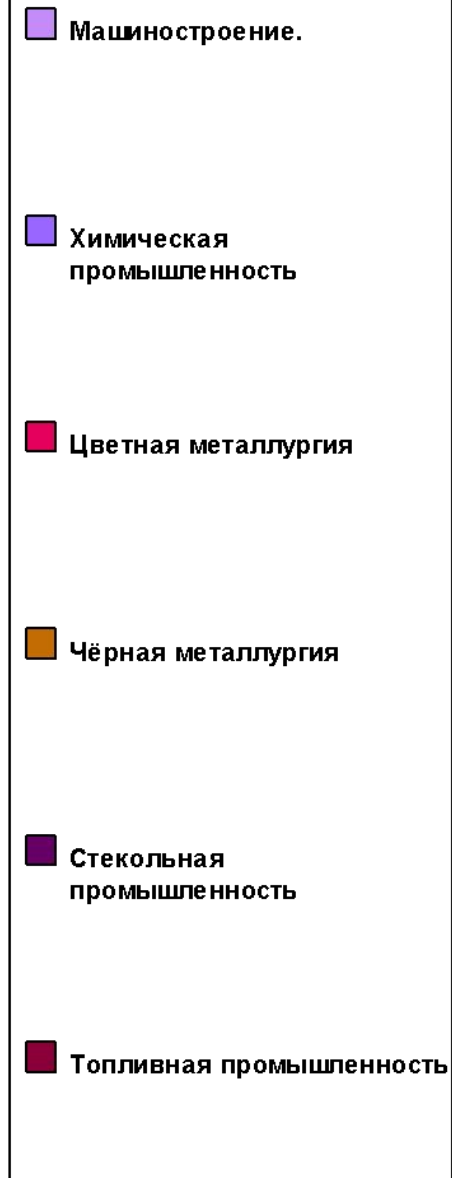 Машиностроение.
Химическая
промышленность
Цветная металлургия
Чёрная металлургия
Стекольная
промышленность
Топливная промышленность